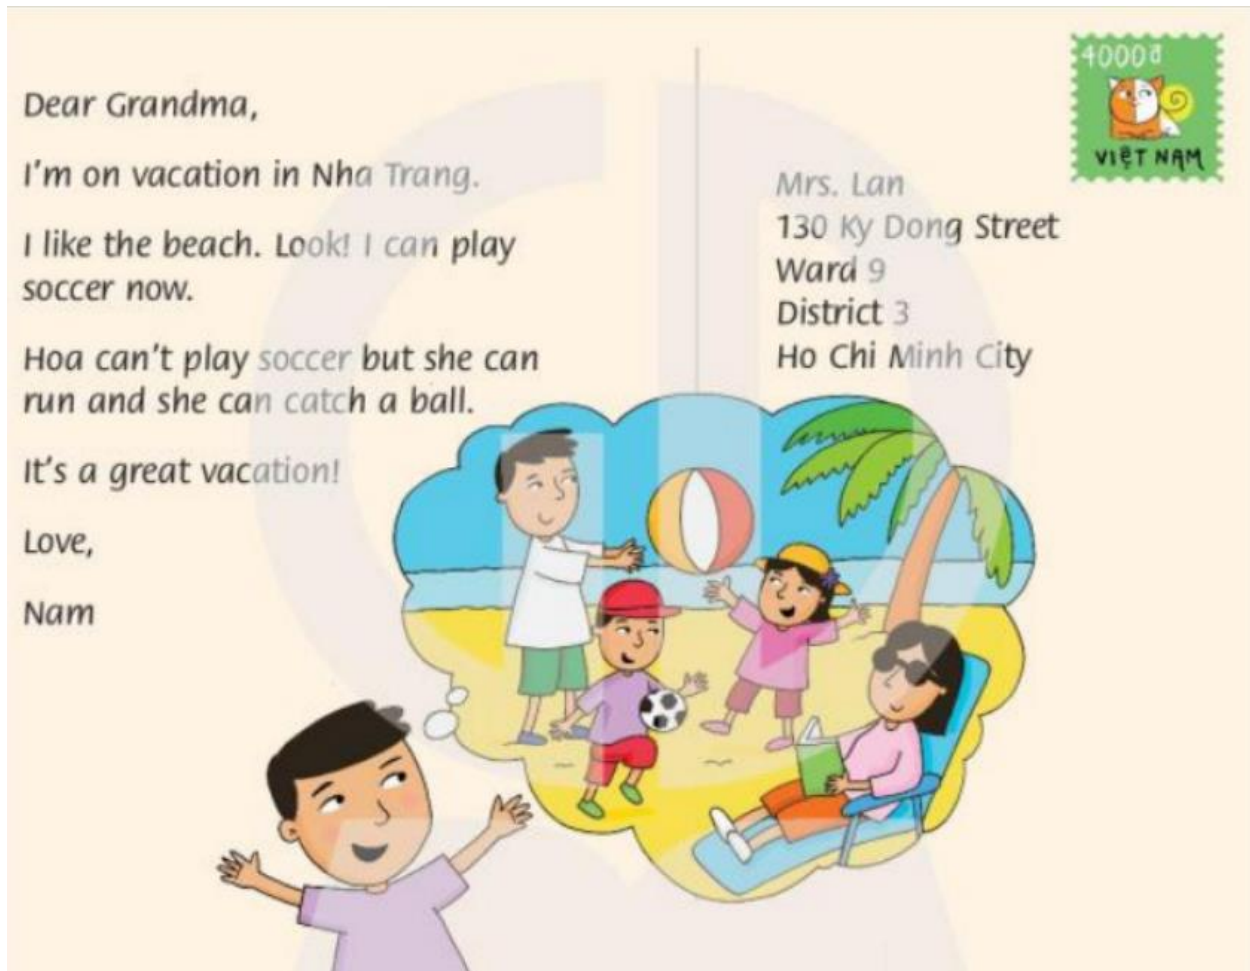 Dear Grandma,
I'm on vacation in Nha Trang.
I like the beach. Look! I can play
soccer now.
Hoa can't play soccer but she can
run and she can catch a ball.
It's a great vacation!
Love,
Nam
4000đ
VIỆT NAM
Mrs. Lan
130 Ky Dong Street
Ward 9
District 3
Ho Chi Minh City